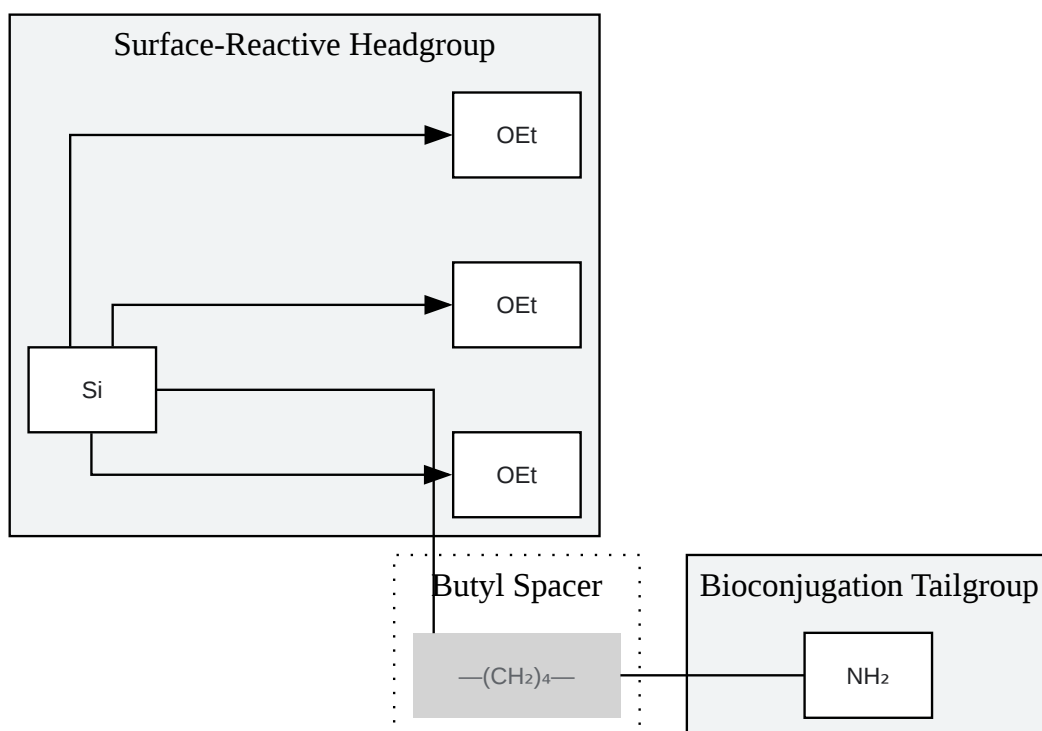 Surface-Reactive Headgroup
OEt
OEt
Si
OEt
Butyl Spacer
Bioconjugation Tailgroup
—(CH₂)₄—
NH₂